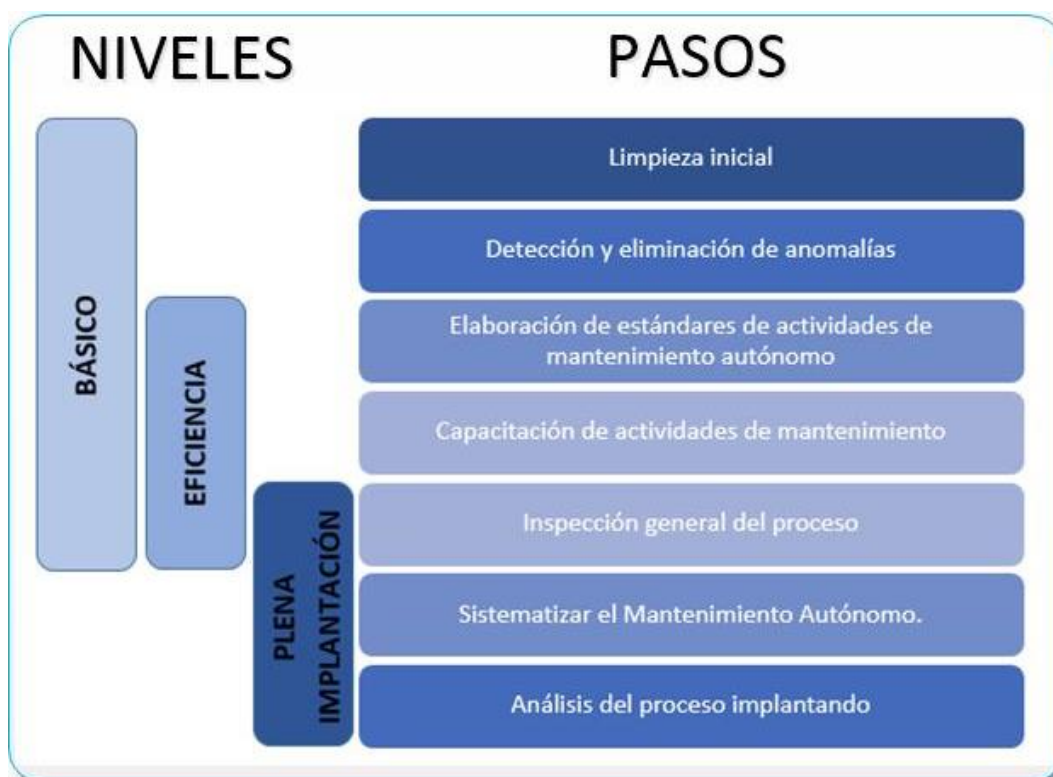 NIVELES
PASOS
BÁSICO
EFICIENCIA
PLENA
IMPLANTACIÓN
Limpieza inicial
Detección y eliminación de anomalías
Elaboración de estándares de actividades de
mantenimiento autónomo
Capacitación de actividades de mantenimiento
Inspección general del proceso
Sistematizar el Mantenimiento Autónomo.
Análisis del proceso implantando